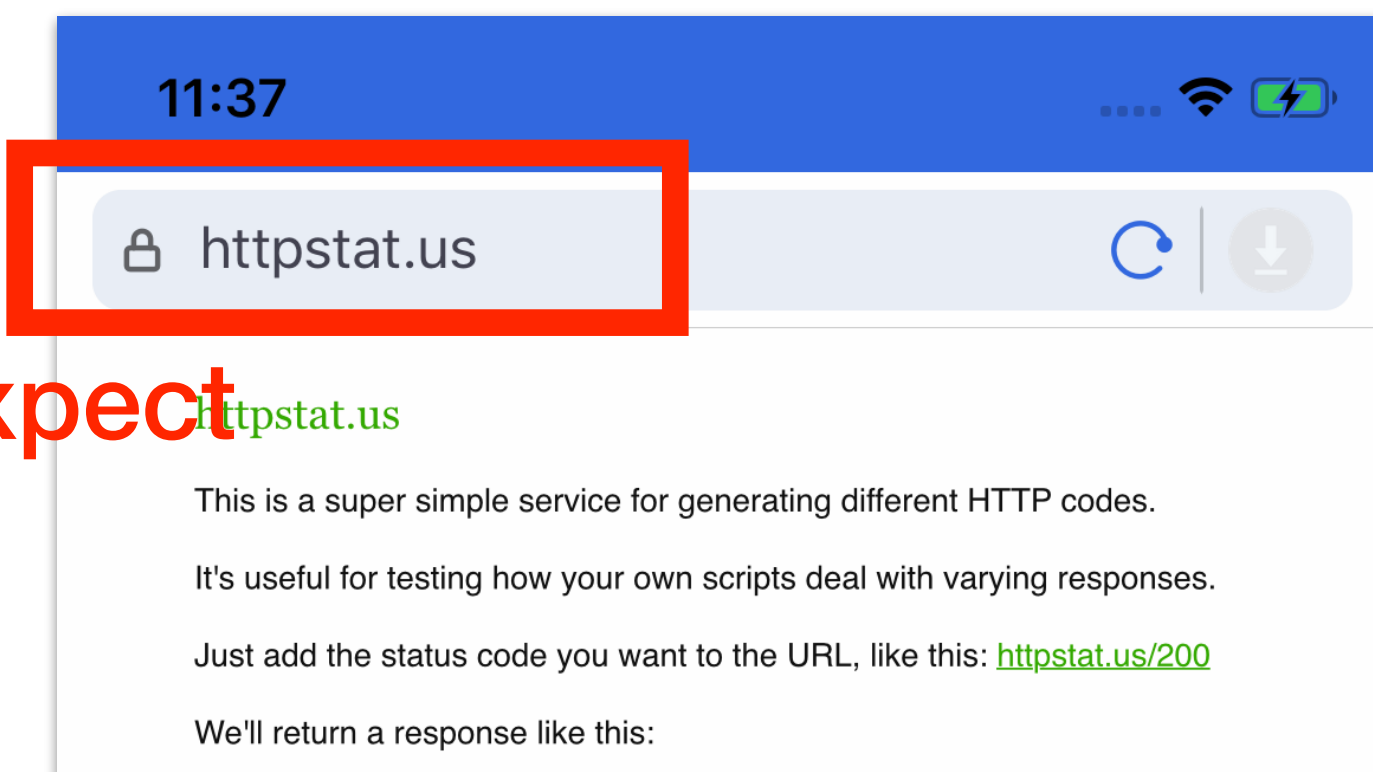 11:37
httpstat.us
xpect
httpstat.us
This is a super simple service for generating different HTTP codes.
It's useful for testing how your own scripts deal with varying responses.
Just add the status code you want to the URL, like this: httpstat.us/200
We'll return a response like this: